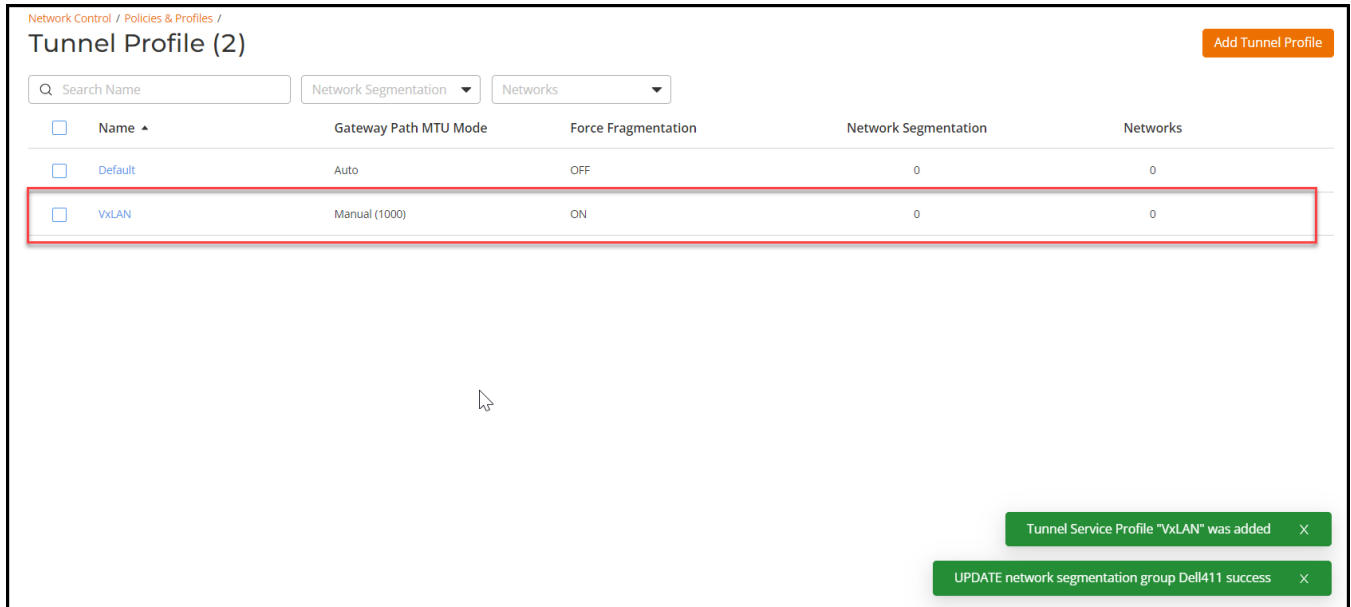 Network Control / Policies & Profiles /
Tunnel Profile (2)
Add Tunnel Profile
Search Name
Network Segmentation
Networks
Name Gateway Path MTU Mode Force Fragmentation Network Segmentation Networks
Default Auto OFF 0 0
VxLAN Manual (1000) ON 0 0
Tunnel Service Profile "VxLAN" was added X
UPDATE network segmentation group Dell411 success X